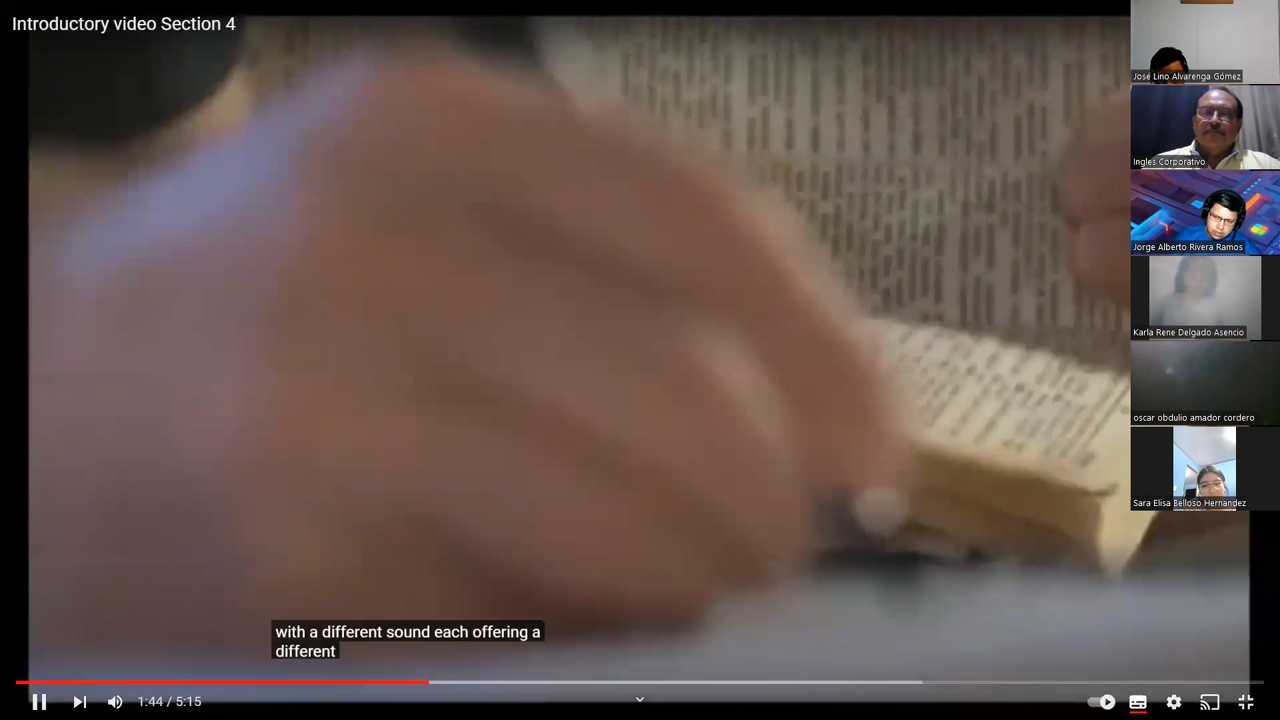 Introductory video Section 4
José Lino Alvarenga Gómez
Ingles Corporativo
Jorge Alberto Rivera Ramos
Karla Rene Delgado Asencio
oscar obdulio amador cordero
Sara Elisa Belloso Hernandez
with a different sound each offering a
different
1:44 / 5:15